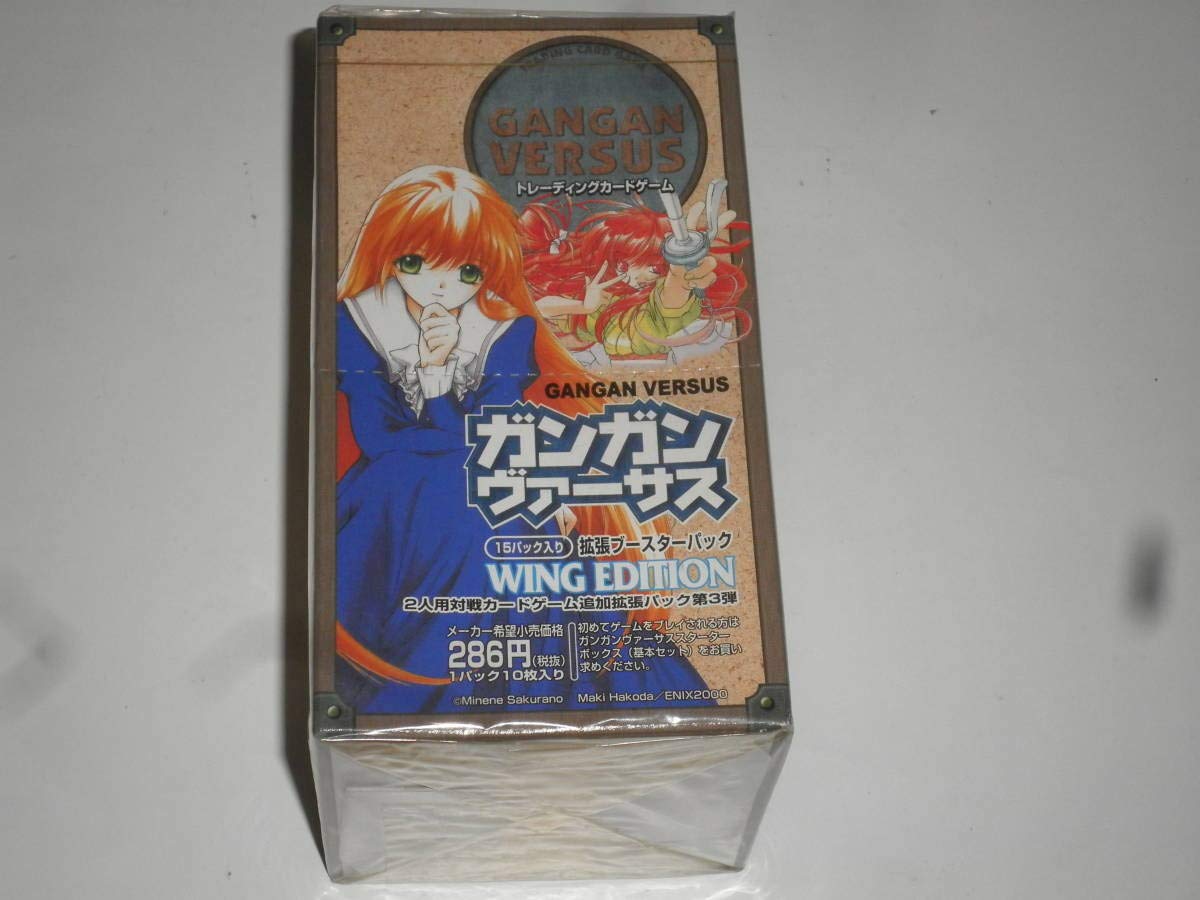 TRADING CARD GAME
GANGAN
VERSUS
トレーディングカードゲーム
GANGAN VERSUS
ガンガン
ヴァーサス
15パック入り 拡張ブースターパック
WING EDITION
2人用対戦カードゲーム追加拡張パック第3弾
メーカー希望小売価格
286円(税抜)
1パック10枚入り
初めてゲームをプレイされる方は
ガンガンヴァーサススターター
ボックス(基本セット)をお買い
求めください。
©Minene Sakurano Maki Hakoda/ENIX2000